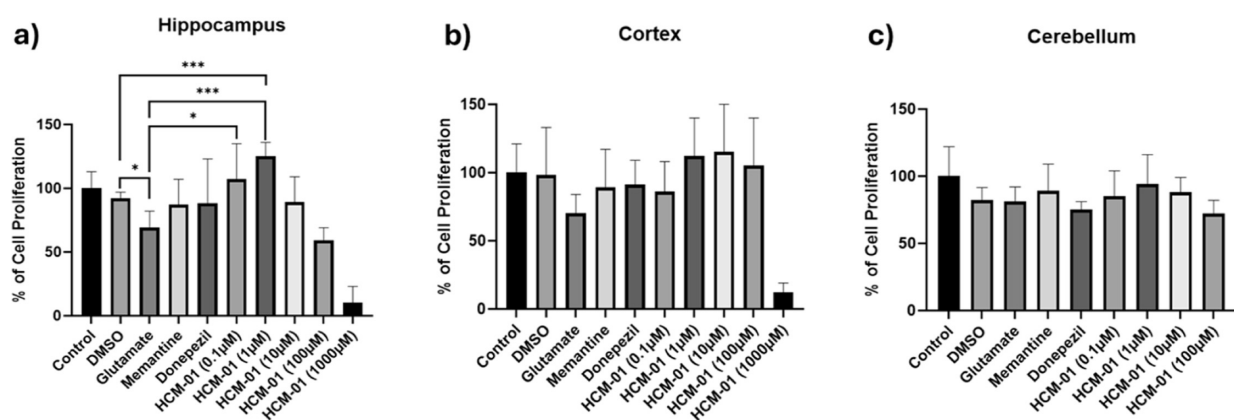 a)
Hippocampus
***
***
*
*
% of Cell Proliferation
150
100
50
0
Control
DMSO
Glutamate
Memantine
Donepezil
HCM-01 (0.1µM)
HCM-01 (1µM)
HCM-01 (10µM)
HCM-01 (100µM)
HCM-01 (1000µM)
b)
Cortex
% of Cell Proliferation
150
100
50
0
Control
DMSO
Glutamate
Memantine
Donepezil
HCM-01 (0.1µM)
HCM-01 (1µM)
HCM-01 (10µM)
HCM-01 (100µM)
HCM-01 (1000µM)
c)
Cerebellum
% of Cell Proliferation
150
100
50
0
Control
DMSO
Glutamate
Memantine
Donepezil
HCM-01 (0.1µM)
HCM-01 (1µM)
HCM-01 (10µM)
HCM-01 (100µM)